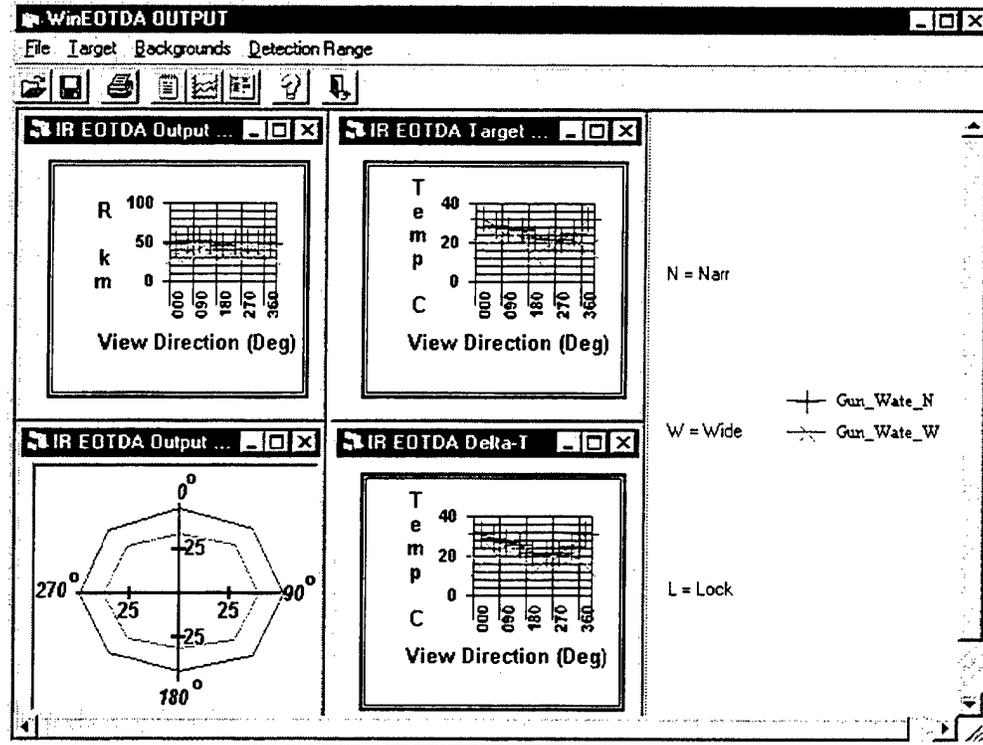 WinEOTDA OUTPUT
File Target Backgrounds Detection Range
IR EOTDA Output ...
R km
100
50
0
000 090 180 270 360
View Direction (Deg)
IR EOTDA Target ...
Temp C
40
20
0
000 090 180 270 360
View Direction (Deg)
N = Narr
W = Wide
L = Lock
Gun_Wate_N
Gun_Wate_W
IR EOTDA Output ...
0°
25
270° 25 25 90°
25
180°
IR EOTDA Delta-T
Temp C
40
20
0
000 090 180 270 360
View Direction (Deg)